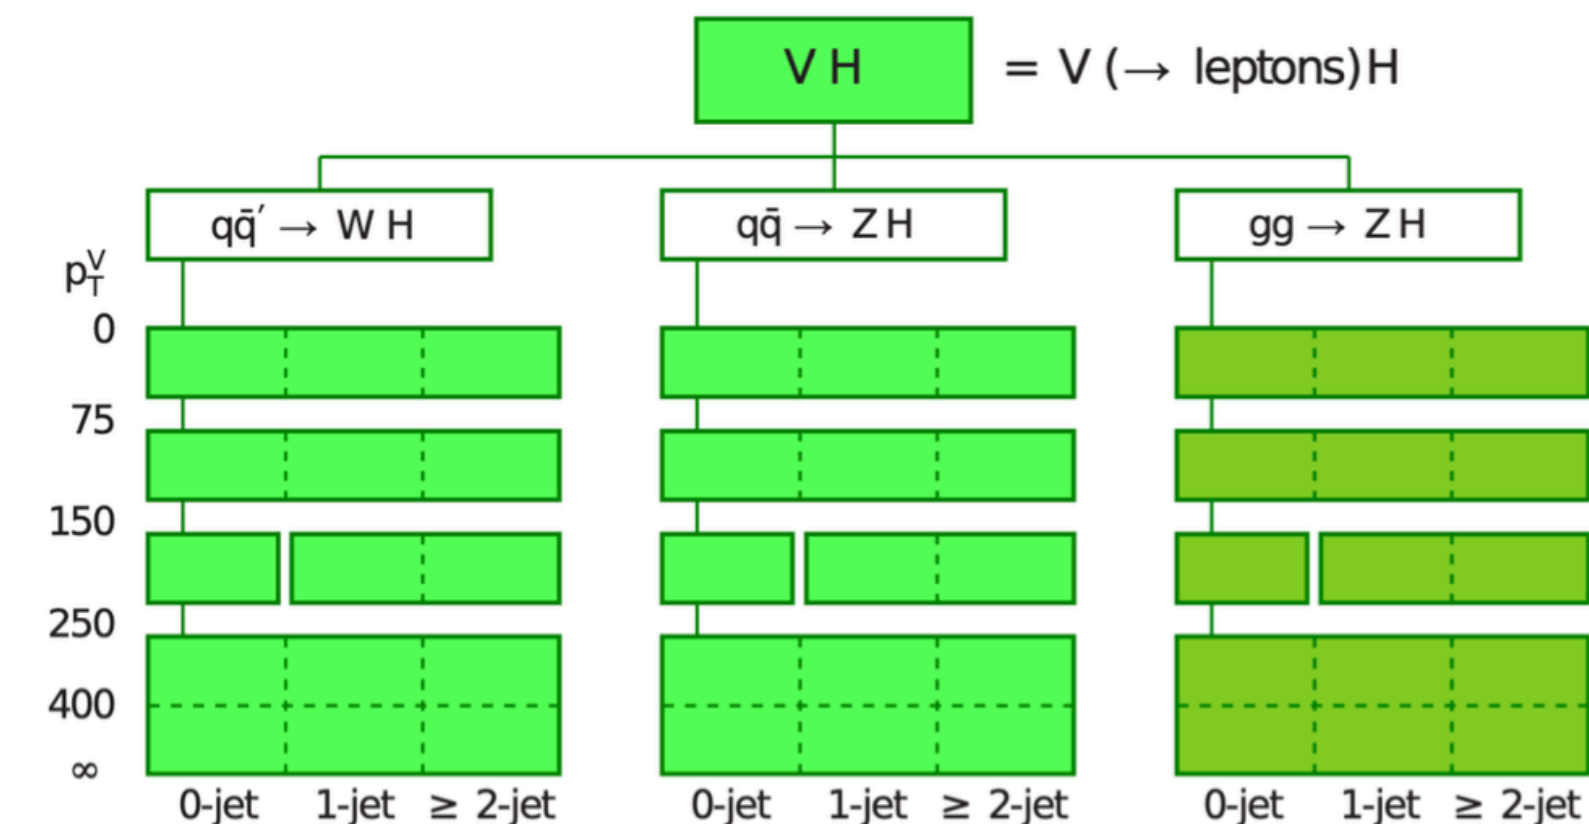 V H = V (→ leptons) H
qq̄′ → W H qq̄ → Z H gg → Z H
p_T^V
0
75
150
250
400
∞
0-jet 1-jet ≥ 2-jet 0-jet 1-jet ≥ 2-jet 0-jet 1-jet ≥ 2-jet